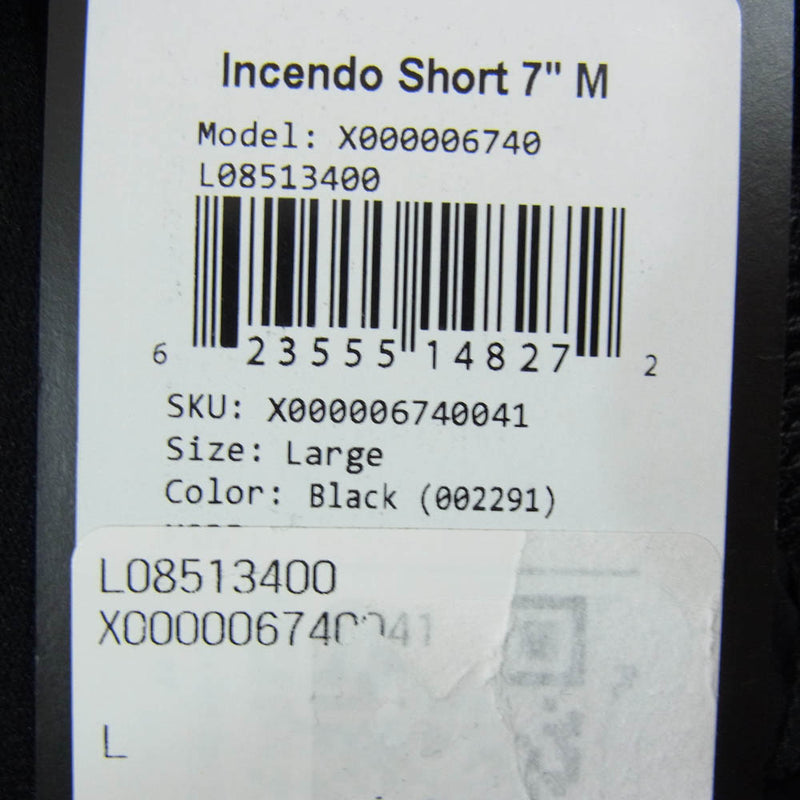 Incendo Short 7" M
Model: X000006740
L08513400
6 23555 14827 2
SKU: X000006740041
Size: Large
Color: Black (002291)
L08513400
X000006740041
L